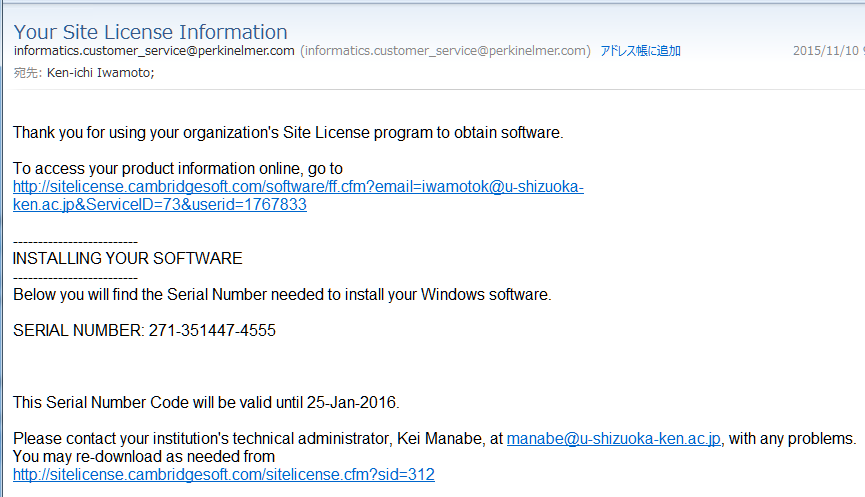 Your Site License Information
informatics.customer_service@perkinelmer.com (informatics.customer_service@perkinelmer.com) アドレス帳に追加 2015/11/10
宛先: Ken-ichi Iwamoto;
Thank you for using your organization's Site License program to obtain software.
To access your product information online, go to
http://sitelicense.cambridgesoft.com/software/ff.cfm?email=iwamotok@u-shizuoka-
ken.ac.jp&ServiceID=73&userid=1767833
-------------------------
INSTALLING YOUR SOFTWARE
-------------------------
Below you will find the Serial Number needed to install your Windows software.
SERIAL NUMBER: 271-351447-4555
This Serial Number Code will be valid until 25-Jan-2016.
Please contact your institution's technical administrator, Kei Manabe, at manabe@u-shizuoka-ken.ac.jp, with any problems.
You may re-download as needed from
http://sitelicense.cambridgesoft.com/sitelicense.cfm?sid=312